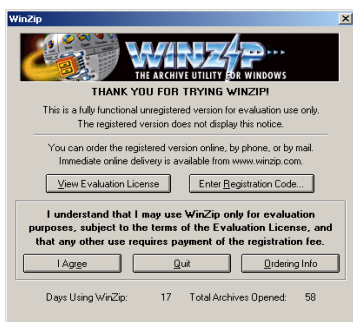 WinZip
WINZIP
THE ARCHIVE UTILITY FOR WINDOWS
THANK YOU FOR TRYING WINZIP!
This is a fully functional unregistered version for evaluation use only.
The registered version does not display this notice.
You can order the registered version online, by phone, or by mail.
Immediate online delivery is available from www.winzip.com.
View Evaluation License
Enter Registration Code...
I understand that I may use WinZip only for evaluation
purposes, subject to the terms of the Evaluation License, and
that any other use requires payment of the registration fee.
I Agree
Quit
Ordering Info
Days Using WinZip: 17 Total Archives Opened: 58